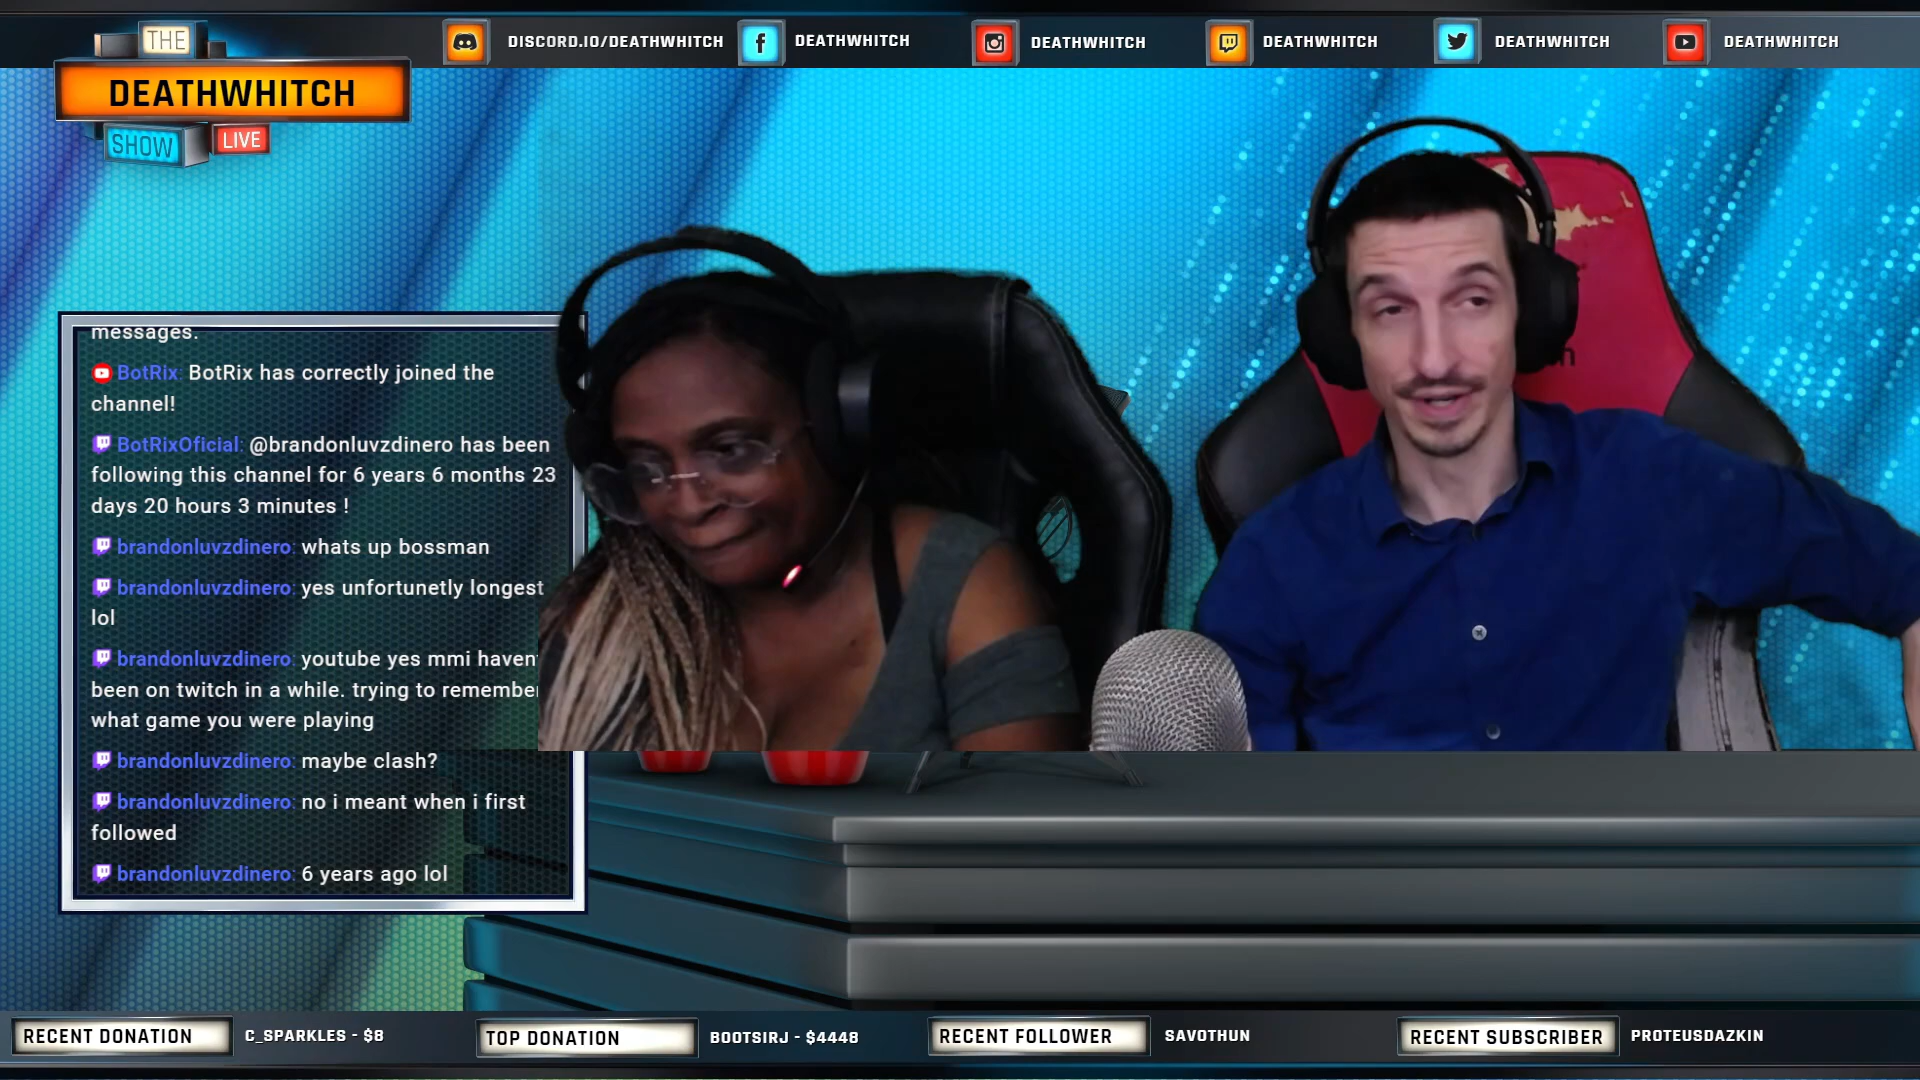 THE
DEATHWHITCH
SHOW
LIVE
DISCORD.IO/DEATHWHITCH
DEATHWHITCH
DEATHWHITCH
DEATHWHITCH
DEATHWHITCH
DEATHWHITCH
messages.
BotRix: BotRix has correctly joined the
channel!
BotRixOficial: @brandonluvzdinero has been
following this channel for 6 years 6 months 23
days 20 hours 3 minutes !
brandonluvzdinero: whats up bossman
brandonluvzdinero: yes unfortunetly longest
lol
brandonluvzdinero: youtube yes mmi haven
been on twitch in a while. trying to remember
what game you were playing
brandonluvzdinero: maybe clash?
brandonluvzdinero: no i meant when i first
followed
brandonluvzdinero: 6 years ago lol
RECENT DONATION
C_SPARKLES - $8
TOP DONATION
BOOTSIRJ - $4448
RECENT FOLLOWER
SAVOTHUN
RECENT SUBSCRIBER
PROTEUSDAZKIN